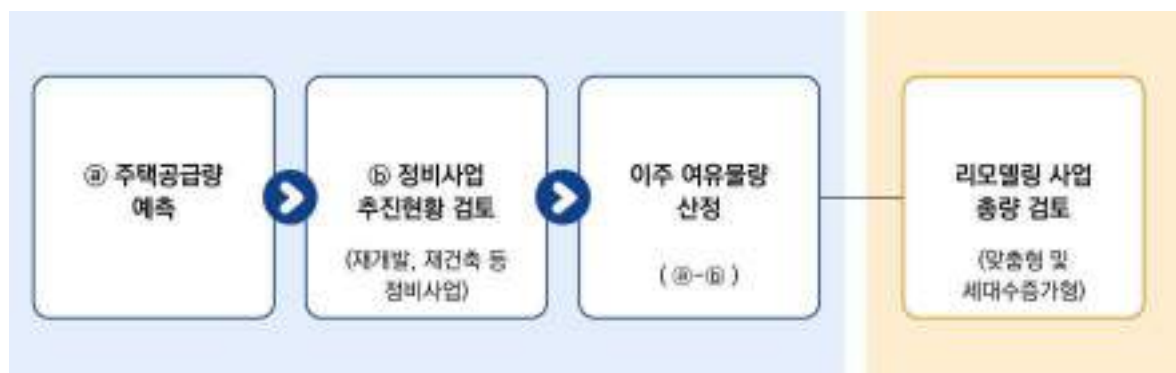 ⓐ 주택공급량
예측
ⓑ 정비사업
추진현황 검토
(재개발, 재건축 등
정비사업)
이주 여유물량
산정
(ⓐ-ⓑ)
리모델링 사업
총량 검토
(맞춤형 및
세대수증가형)